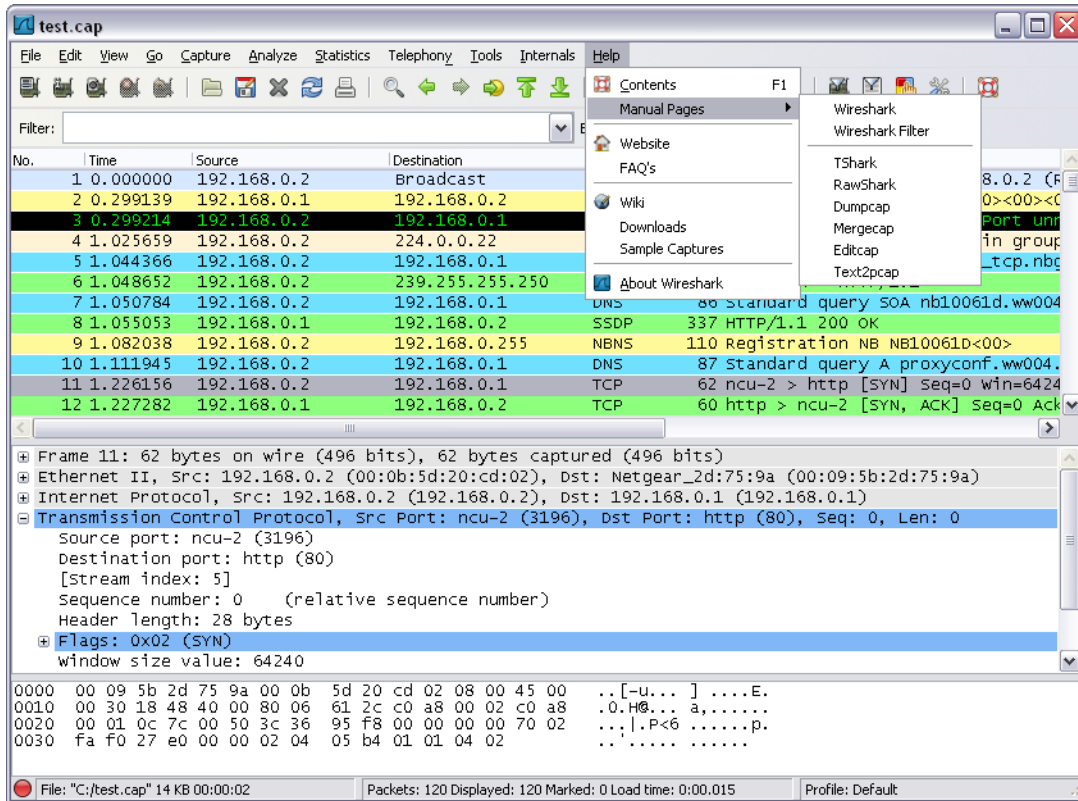 test.cap
File Edit View Go Capture Analyze Statistics Telephony Tools Internals Help
Contents F1
Manual Pages
Website
FAQ's
Wiki
Downloads
Sample Captures
About Wireshark
Wireshark
Wireshark Filter
TShark
RawShark
Dumpcap
Mergecap
Editcap
Text2pcap
Filter:
No. Time Source Destination
1 0.000000 192.168.0.2 Broadcast 8.0.2
2 0.299139 192.168.0.1 192.168.0.2 0><00><
3 0.299214 192.168.0.2 192.168.0.1 Port
4 1.025659 192.168.0.2 224.0.0.22 in group
5 1.044366 192.168.0.2 192.168.0.1 _tcp.nbg
6 1.048652 192.168.0.2 239.255.255.250
7 1.050784 192.168.0.2 192.168.0.1 DNS 86 Standard query SOA nb10061d.ww004
8 1.055053 192.168.0.1 192.168.0.2 SSDP 337 HTTP/1.1 200 OK
9 1.082038 192.168.0.2 192.168.0.255 NBNS 110 Registration NB NB10061D<00>
10 1.111945 192.168.0.2 192.168.0.1 DNS 87 Standard query A proxyconf.ww004.
11 1.226156 192.168.0.2 192.168.0.1 TCP 62 ncu-2 > http [SYN] Seq=0 Win=6424
12 1.227282 192.168.0.1 192.168.0.2 TCP 60 http > ncu-2 [SYN, ACK] Seq=0 Ack
Frame 11: 62 bytes on wire (496 bits), 62 bytes captured (496 bits)
Ethernet II, Src: 192.168.0.2 (00:0b:5d:20:cd:02), Dst: Netgear_2d:75:9a (00:09:5b:2d:75:9a)
Internet Protocol, Src: 192.168.0.2 (192.168.0.2), Dst: 192.168.0.1 (192.168.0.1)
Transmission Control Protocol, Src Port: ncu-2 (3196), Dst Port: http (80), Seq: 0, Len: 0
Source port: ncu-2 (3196)
Destination port: http (80)
[Stream index: 5]
Sequence number: 0 (relative sequence number)
Header length: 28 bytes
Flags: 0x02 (SYN)
Window size value: 64240
0000 00 09 5b 2d 75 9a 00 0b 5d 20 cd 02 08 00 45 00 ..[-u... ] ....E.
0010 00 30 18 48 40 00 80 06 61 2c c0 a8 00 02 c0 a8 .0.H@... a,......
0020 00 01 0c 7c 00 50 3c 36 95 f8 00 00 00 00 70 02 ...|.P<6 ......p.
0030 fa f0 27 e0 00 00 02 04 05 b4 01 01 04 02 ..'..... ......
File: "C:/test.cap" 14 KB 00:00:02 Packets: 120 Displayed: 120 Marked: 0 Load time: 0:00.015 Profile: Default